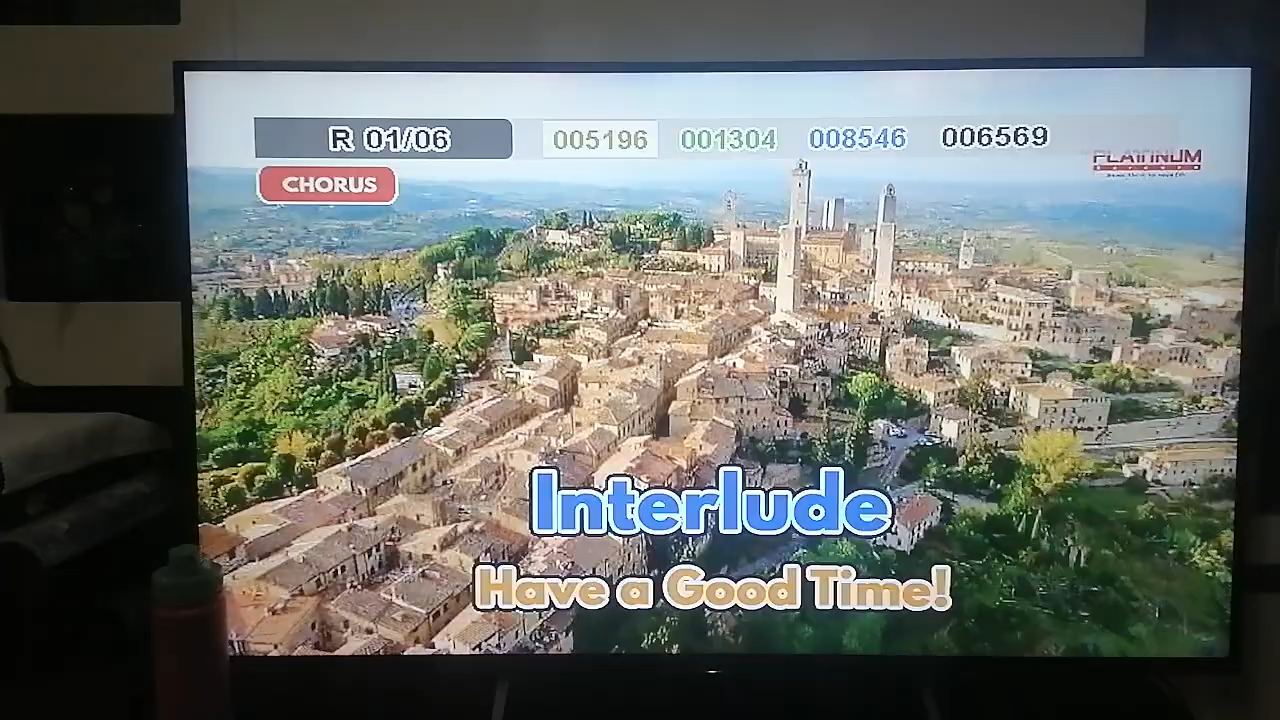 R 01/06 005196 001304 008546 006569
PLATINUM
CHORUS
Interlude
Have a Good Time!